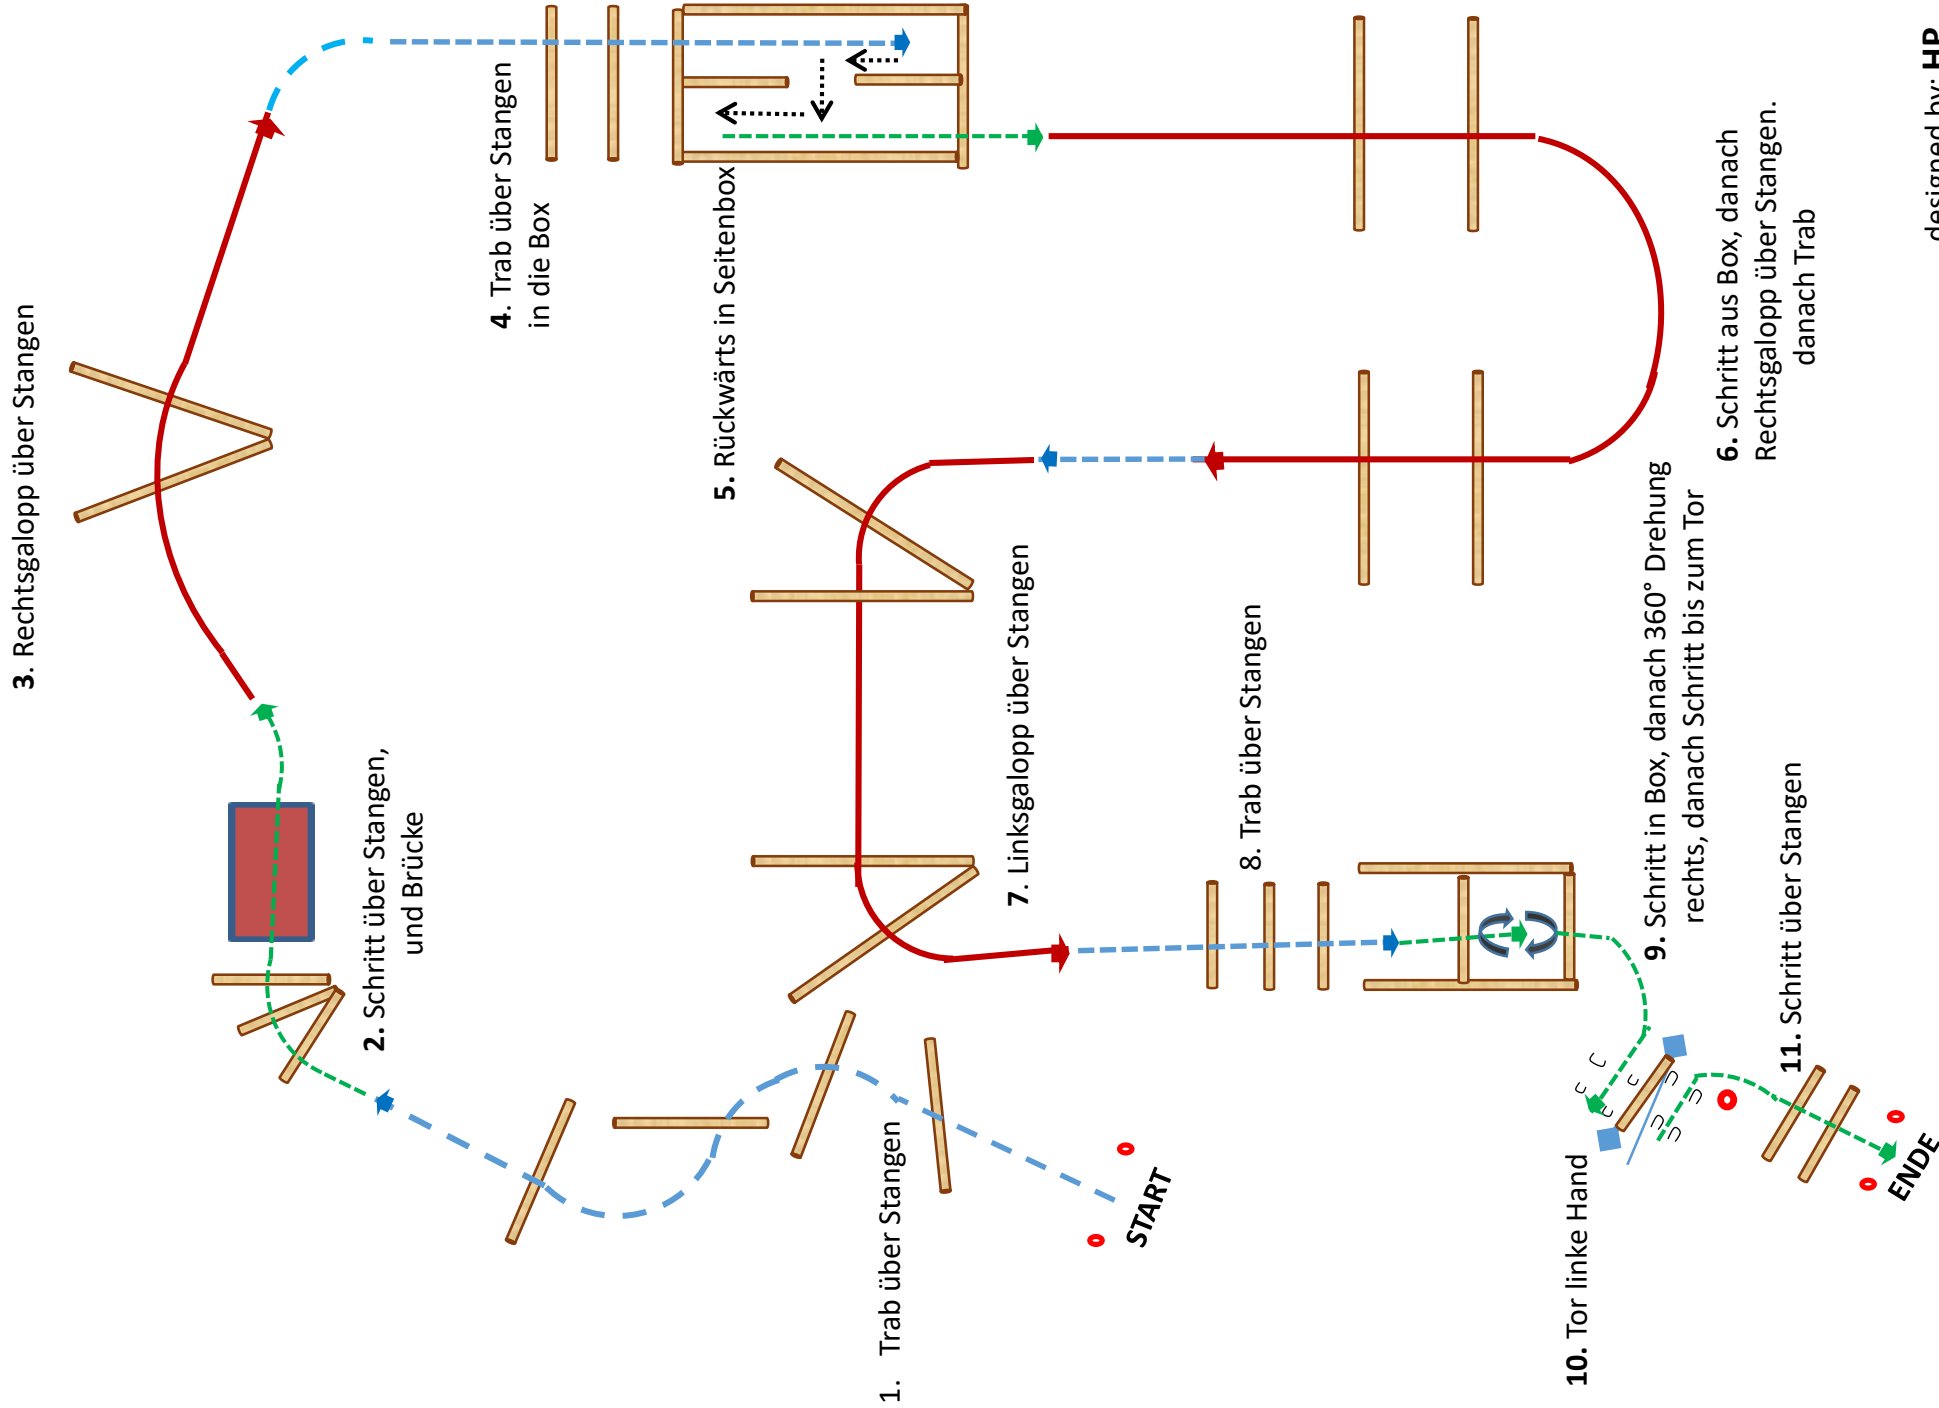 3. Rechtsgalopp über Stangen
2. Schritt über Stangen,
und Brücke
4. Trab über Stangen
in die Box
5. Rückwärts in Seitenbox
1. Trab über Stangen
START
7. Linksgalopp über Stangen
8. Trab über Stangen
6. Schritt aus Box, danach
Rechtsgalopp über Stangen.
danach Trab
9. Schritt in Box, danach 360° Drehung
rechts, danach Schritt bis zum Tor
10. Tor linke Hand
11. Schritt über Stangen
ENDE
designed by: HP